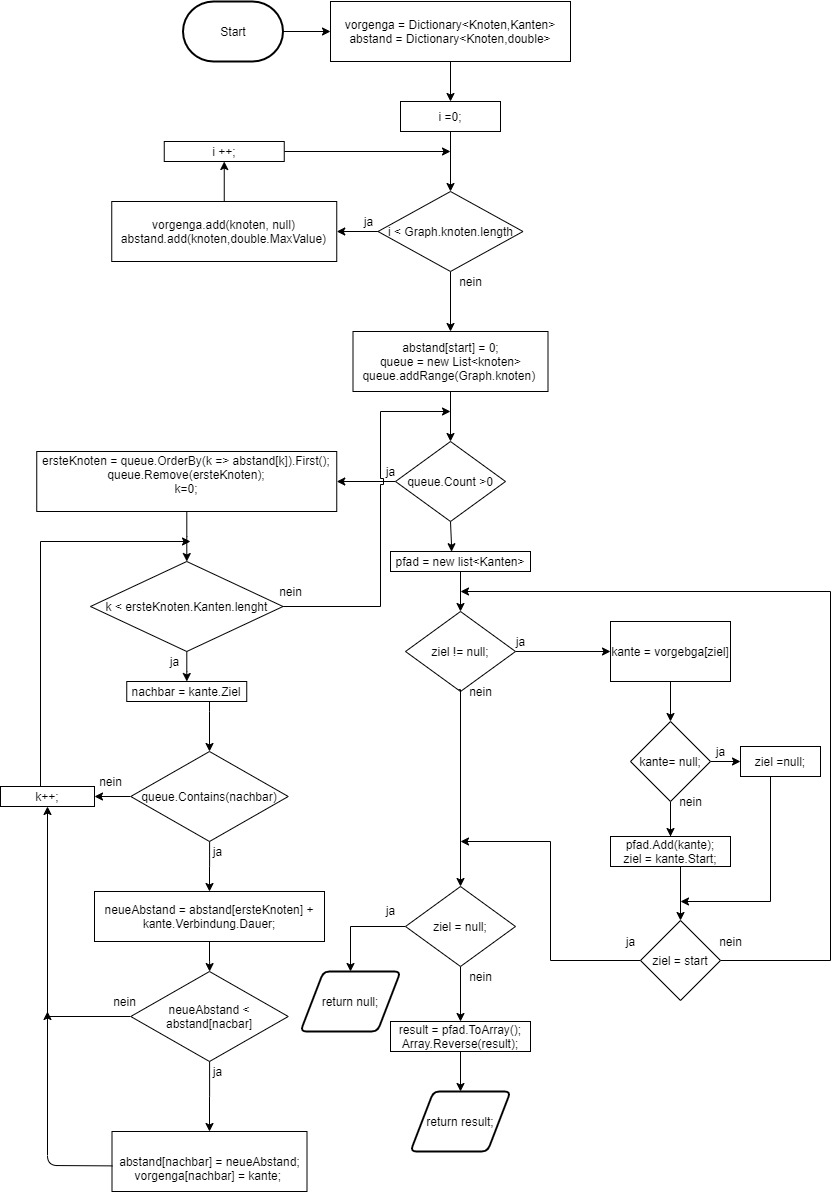 Start
vorgenga = Dictionary<Knoten,Kanten>
abstand = Dictionary<Knoten,double>
i =0;
i ++;
vorgenga.add(knoten, null)
abstand.add(knoten,double.MaxValue)
ja
i < Graph.knoten.length
nein
abstand[start] = 0;
queue = new List<knoten>
queue.addRange(Graph.knoten)
ersteKnoten = queue.OrderBy(k => abstand[k]).First();
queue.Remove(ersteKnoten);
k=0;
ja
queue.Count >0
pfad = new list<Kanten>
k < ersteKnoten.Kanten.lenght
nein
ja
nachbar = kante.Ziel
ziel != null;
ja
nein
kante = vorgebga[ziel]
kante= null;
ja
ziel =null;
nein
pfad.Add(kante);
ziel = kante.Start;
k++;
nein
queue.Contains(nachbar)
ja
neueAbstand = abstand[ersteKnoten] +
kante.Verbindung.Dauer;
ja
ziel = null;
nein
ja
ziel = start
nein
return null;
nein
neueAbstand <
abstand[nacbar]
ja
result = pfad.ToArray();
Array.Reverse(result);
return result;
abstand[nachbar] = neueAbstand;
vorgenga[nachbar] = kante;